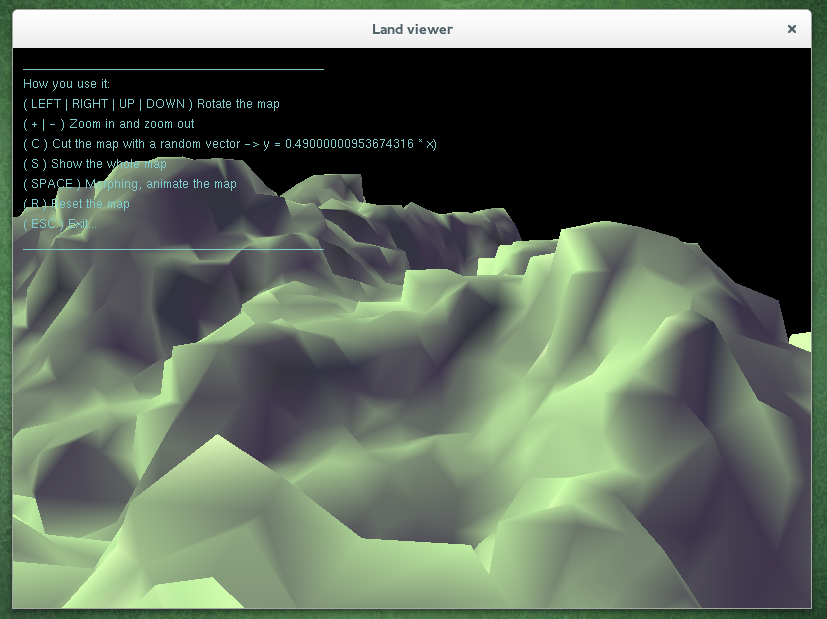 Land viewer
How you use it:
( LEFT | RIGHT | UP | DOWN ) Rotate the map
( + | - ) Zoom in and zoom out
( C ) Cut the map with a random vector -> y = 0.49000000953674316 * x)
( S ) Show the whole map
( SPACE ) Morphing, animate the map
( R ) Reset the map
( ESC ) Exit...